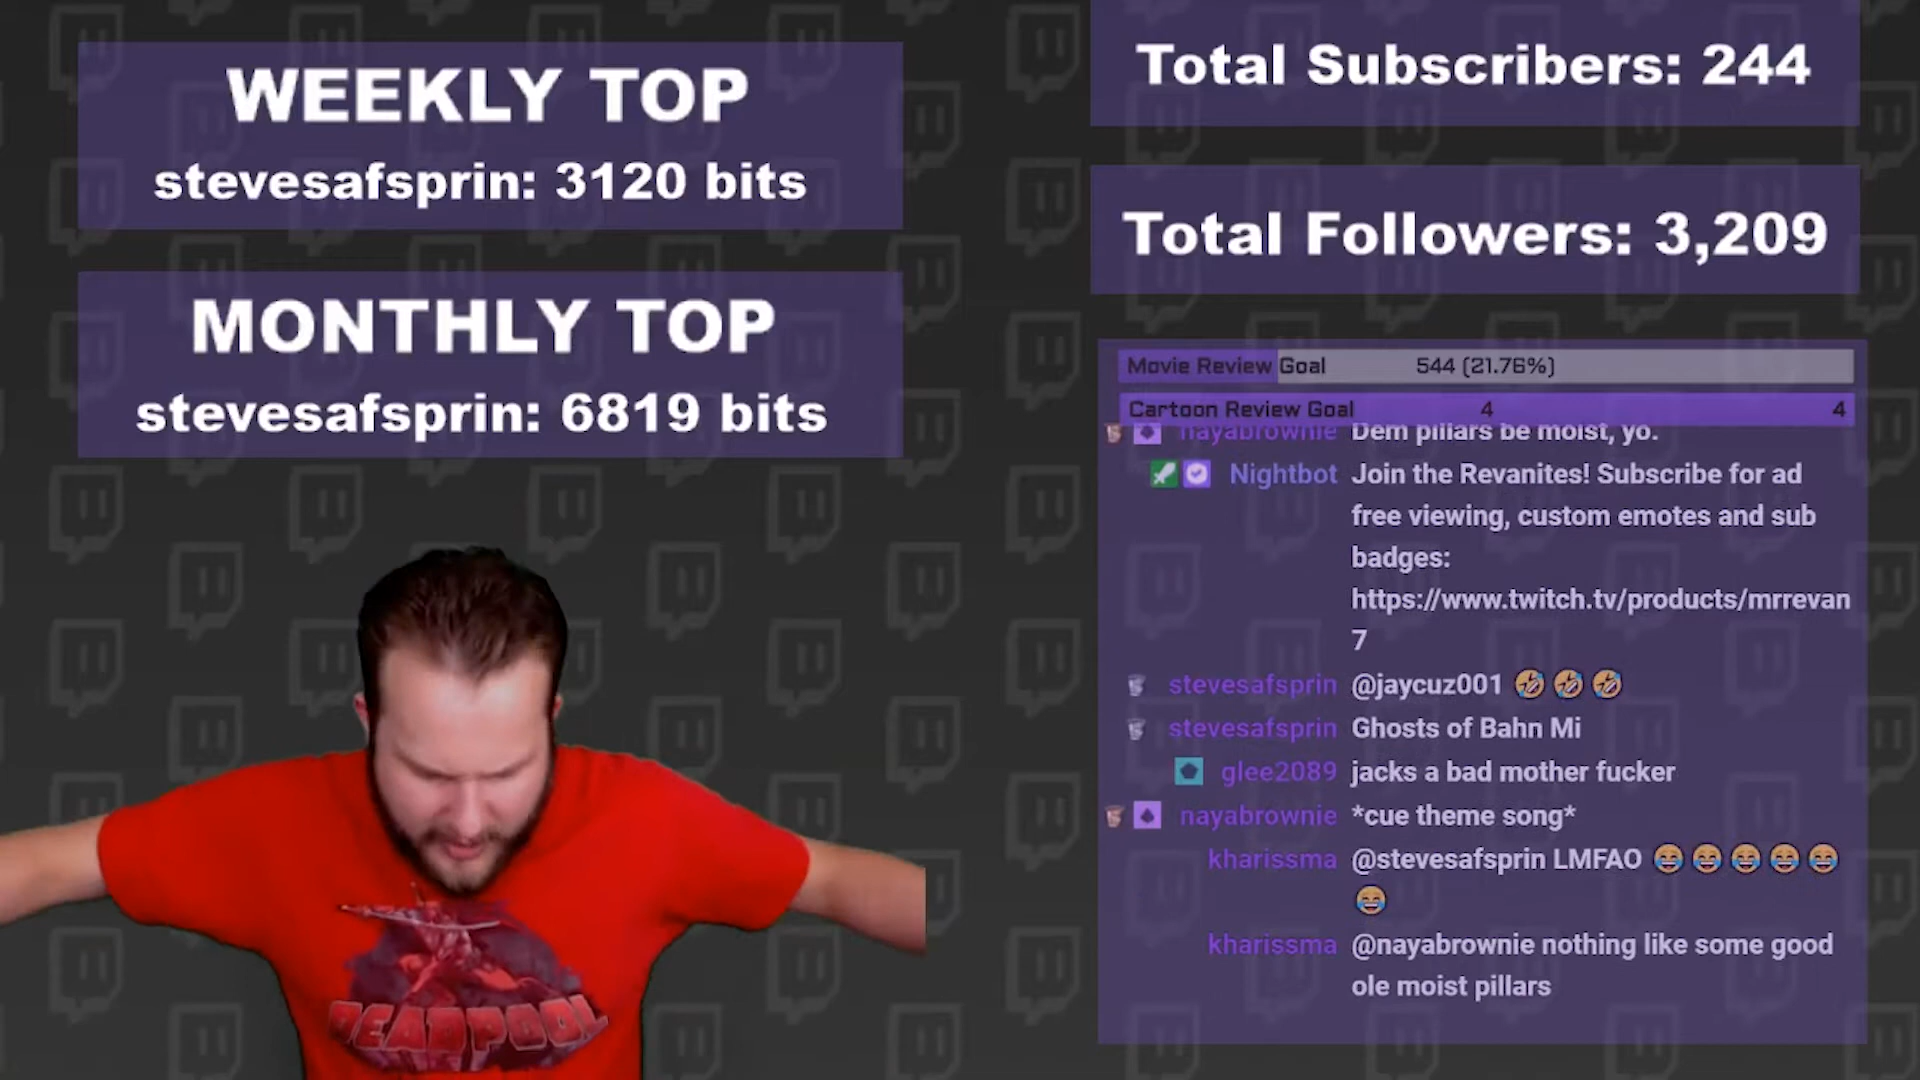 WEEKLY TOP
stevesafsprin: 3120 bits
MONTHLY TOP
stevesafsprin: 6819 bits
Total Subscribers: 244
Total Followers: 3,209
Movie Review Goal 544 (21.76%)
Cartoon Review Goal 4 4
nayabrownie Dem pillars be moist, yo.
Nightbot Join the Revanites! Subscribe for ad
free viewing, custom emotes and sub
badges:
https://www.twitch.tv/products/mrrevan
7
stevesafsprin @jaycuz001 🤣🤣🤣
stevesafsprin Ghosts of Bahn Mi
glee2089 jacks a bad mother fucker
nayabrownie *cue theme song*
kharissma @stevesafsprin LMFAO 😂😂😂😂😂
😂
kharissma @nayabrownie nothing like some good
ole moist pillars
DEADPOOL